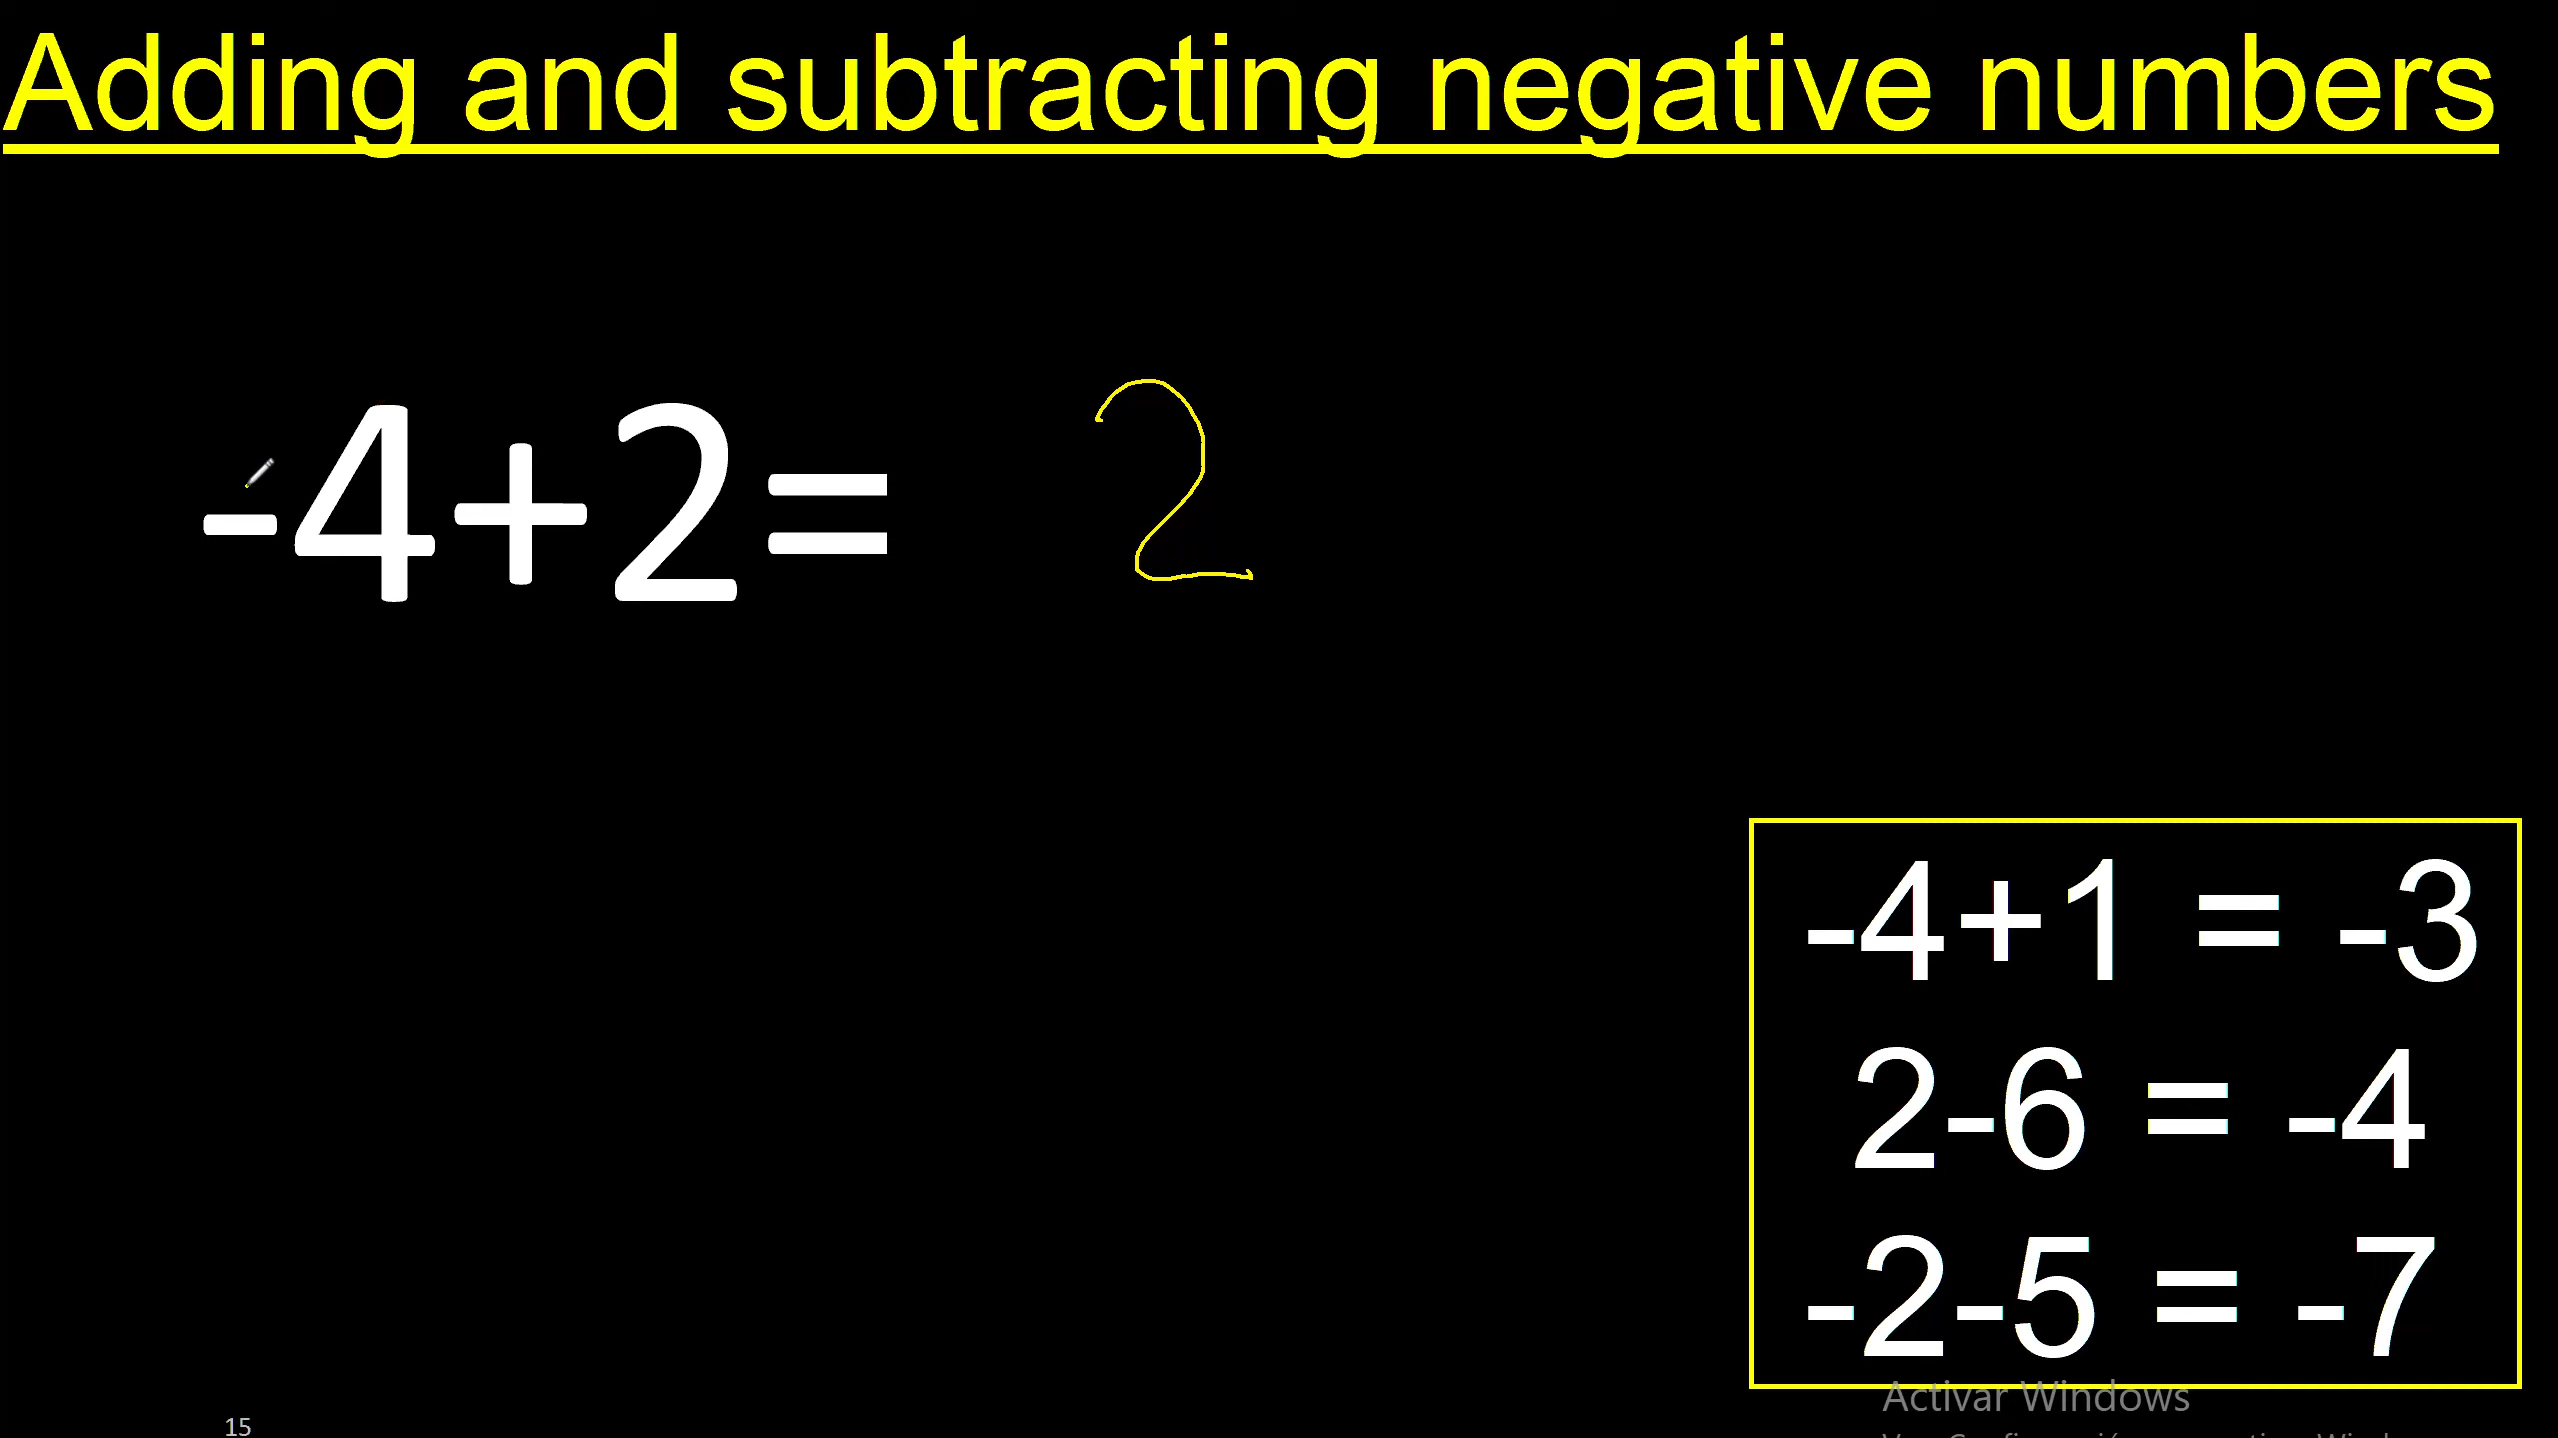 Adding and subtracting negative numbers
-4+2= 2
-4+1 = -3
2-6 = -4
-2-5 = -7
Activar Windows
15